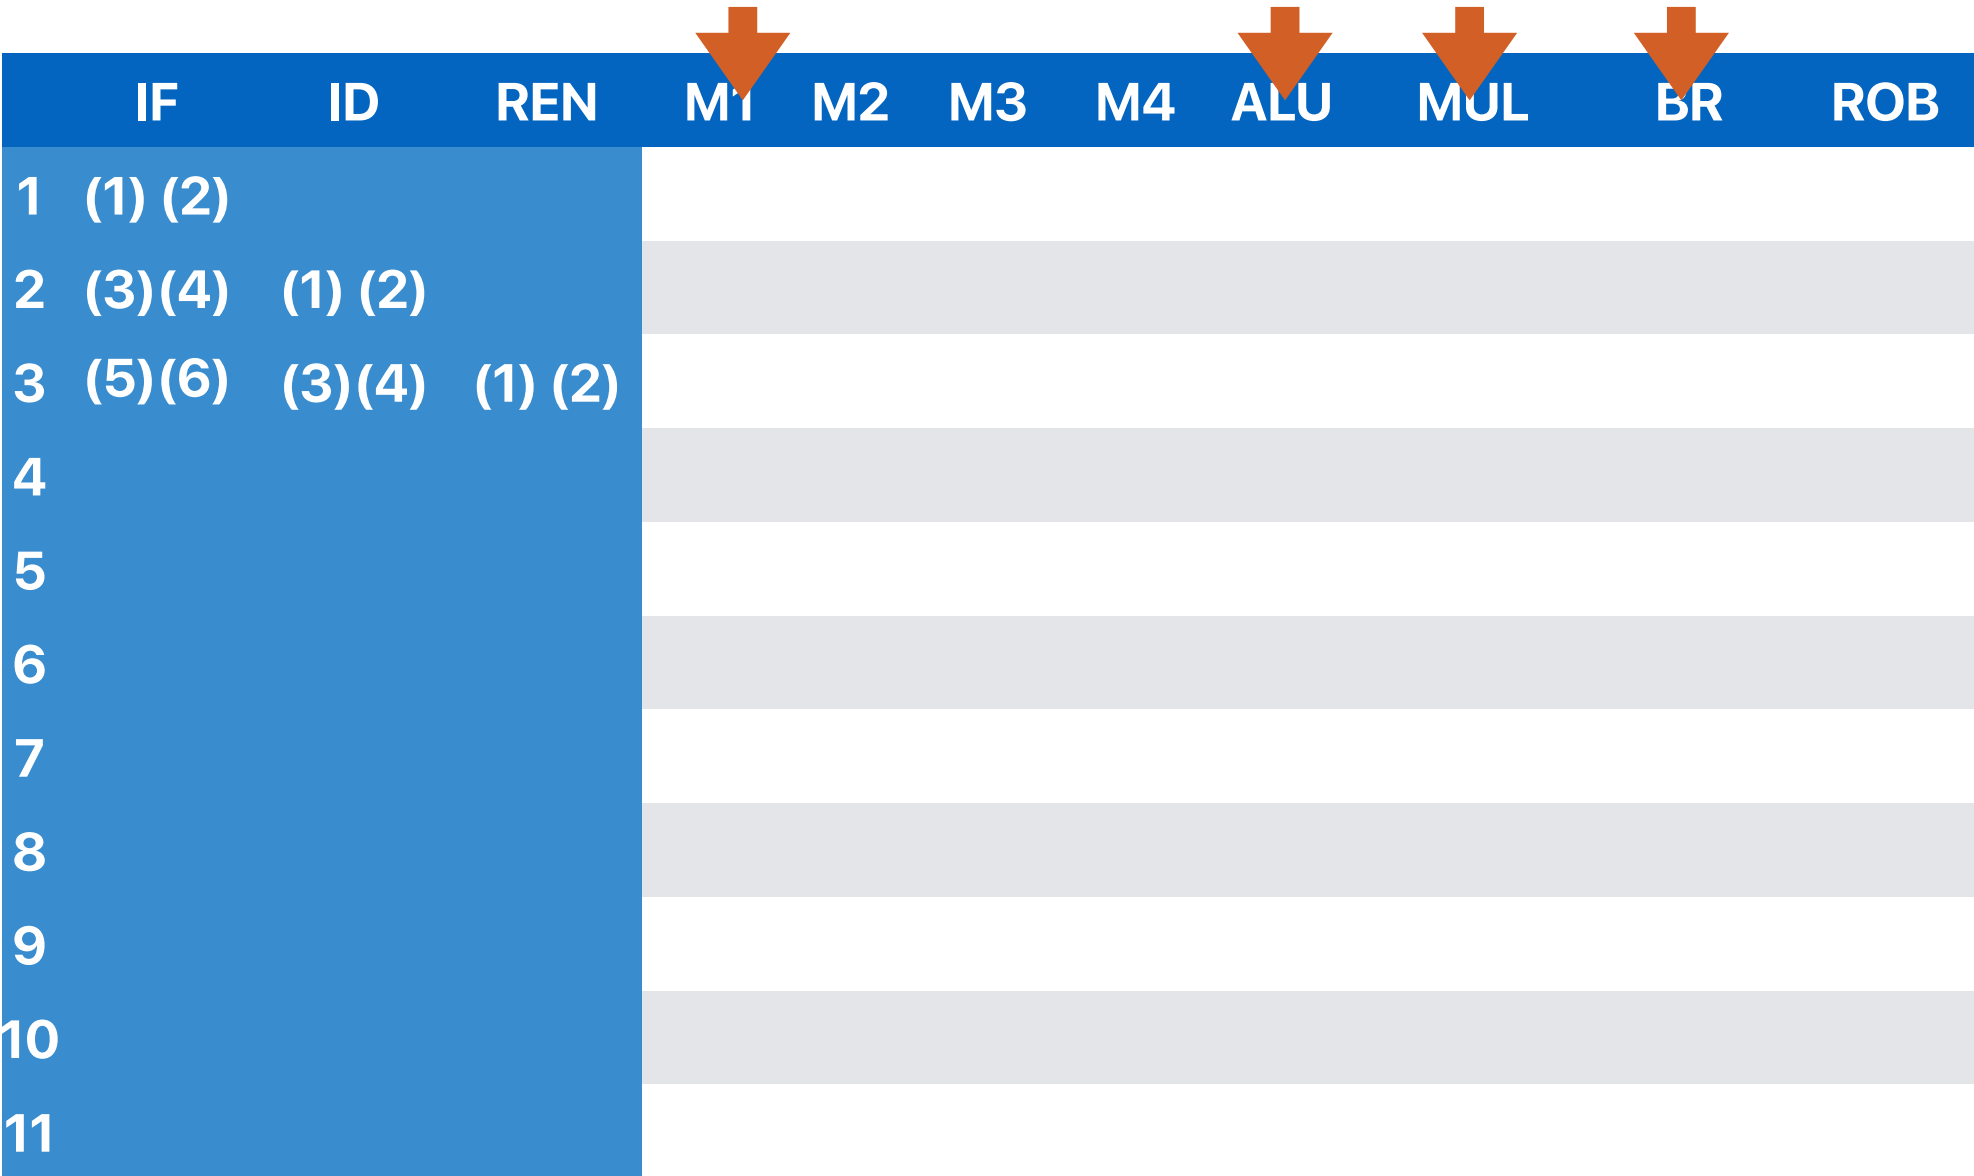 IF ID REN M1 M2 M3 M4 ALU MUL BR ROB
1 (1) (2)
2 (3)(4) (1) (2)
3 (5)(6) (3)(4) (1) (2)
4
5
6
7
8
9
10
11